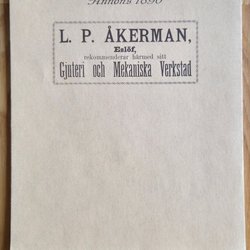 Annons 1890
L. P. ÅKERMAN,
Eslöf,
rekommenderar härmed sitt
Gjuteri och Mekaniska Verkstad